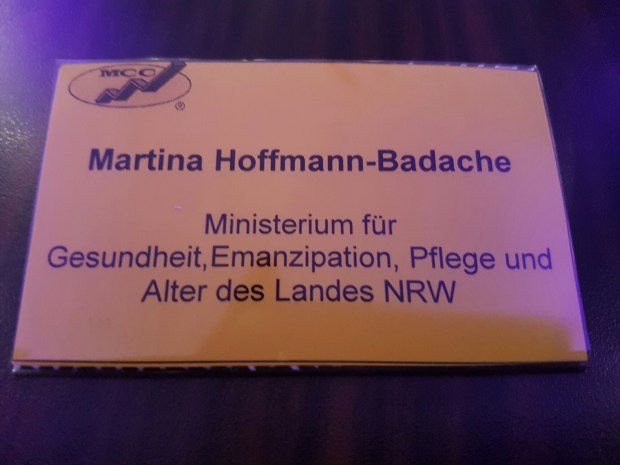 MCC
®
Martina Hoffmann-Badache
Ministerium für
Gesundheit,Emanzipation, Pflege und
Alter des Landes NRW